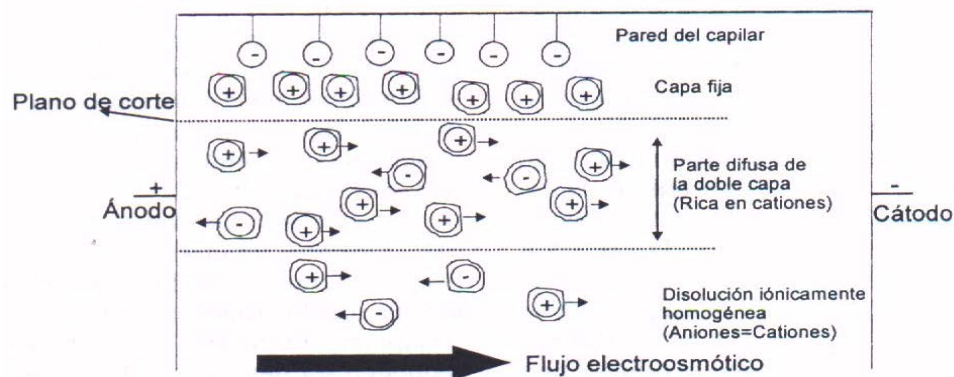 Pared del capilar
Capa fija
Plano de corte
Parte difusa de
la doble capa
(Rica en cationes)
+
Ánodo
-
Cátodo
Disolución iónicamente
homogénea
(Aniones=Cationes)
Flujo electroosmótico